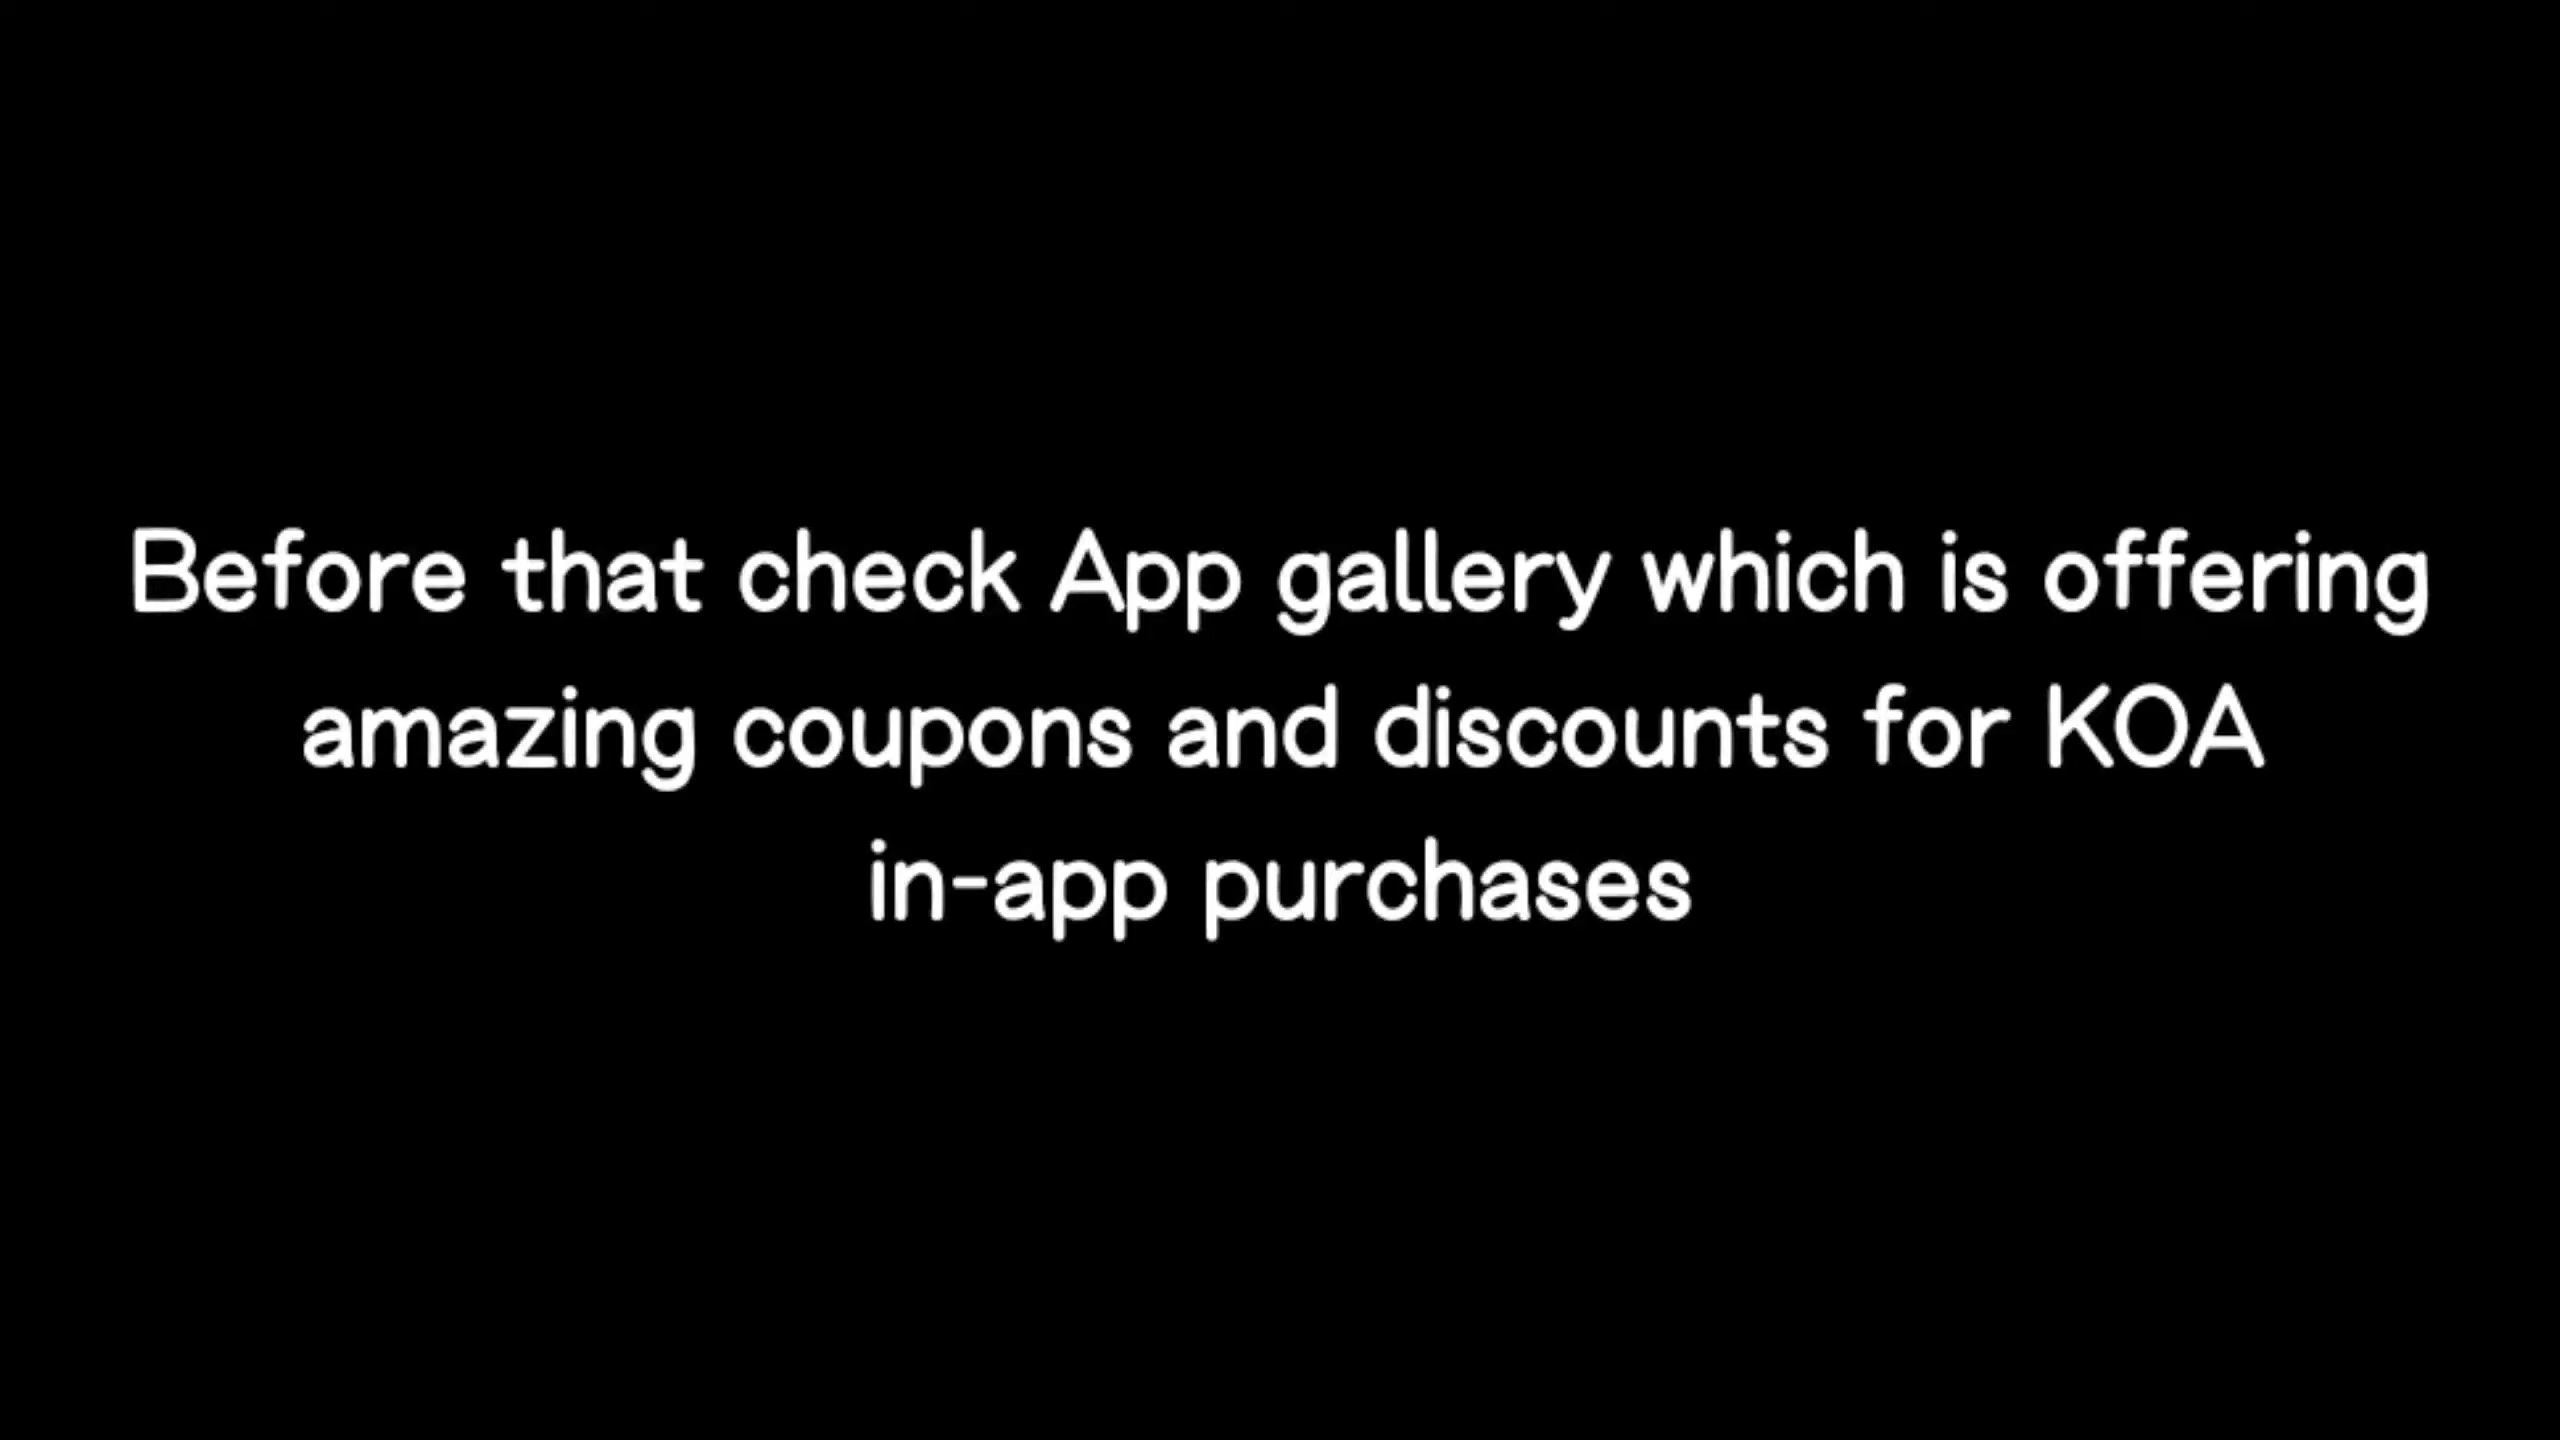 Before that check App gallery which is offering
amazing coupons and discounts for KOA
in-app purchases